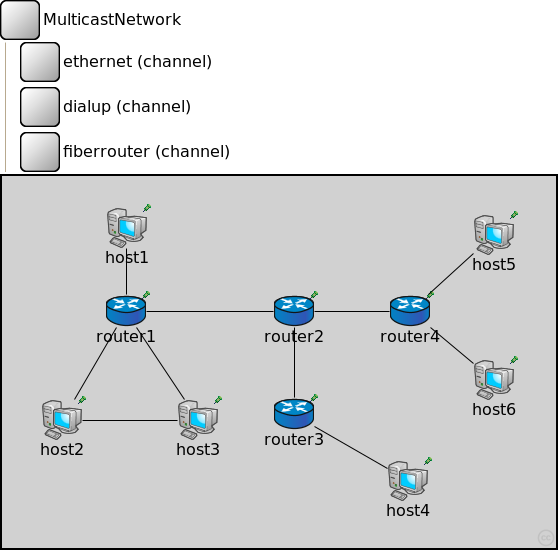 MulticastNetwork
ethernet (channel)
dialup (channel)
fiberrouter (channel)
host1
host5
router1
router2
router4
host6
host2
host3
router3
host4